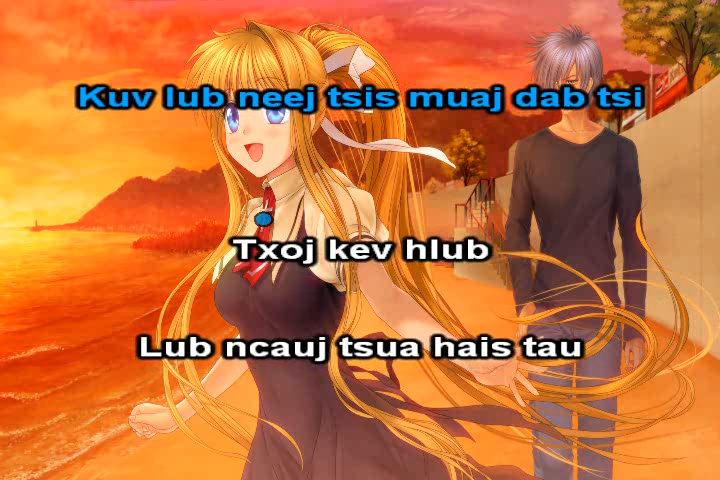 Kuv lub neej tsis muaj dab tsi
Txoj kev hlub
Lub ncauj tsua hais tau